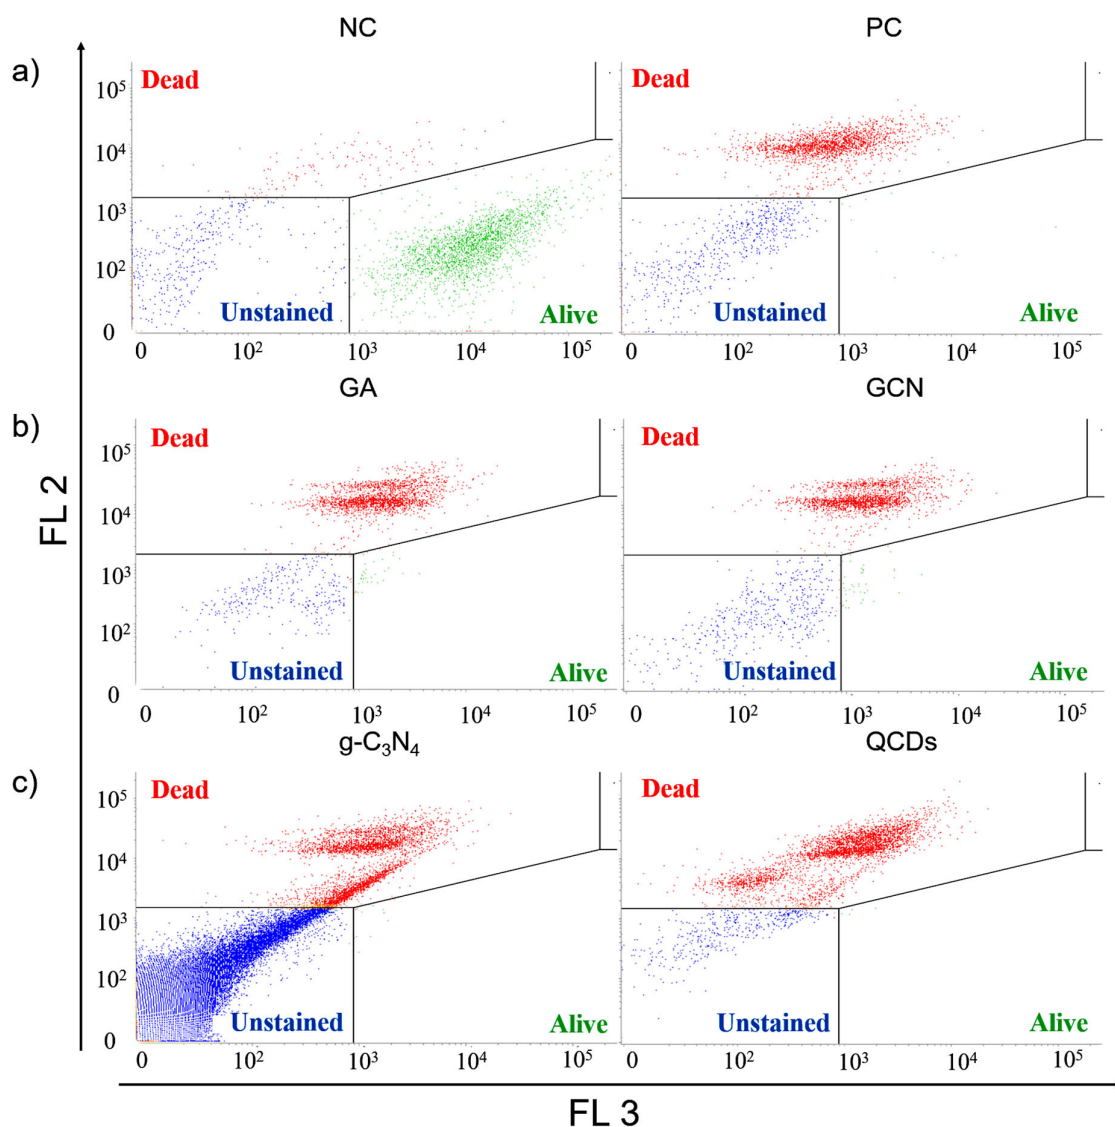 NC
PC
a)
Dead
10⁵
10⁴
10³
10²
0
Unstained
Alive
0
10²
10³
10⁴
10⁵
Dead
Unstained
Alive
0
10²
10³
10⁴
10⁵
GA
GCN
b)
Dead
10⁵
10⁴
10³
10²
0
Unstained
Alive
0
10²
10³
10⁴
10⁵
Dead
Unstained
Alive
0
10²
10³
10⁴
10⁵
g-C₃N₄
QCDs
c)
Dead
10⁵
10⁴
10³
10²
0
Unstained
Alive
0
10²
10³
10⁴
10⁵
Dead
Unstained
Alive
0
10²
10³
10⁴
10⁵
FL 2
FL 3